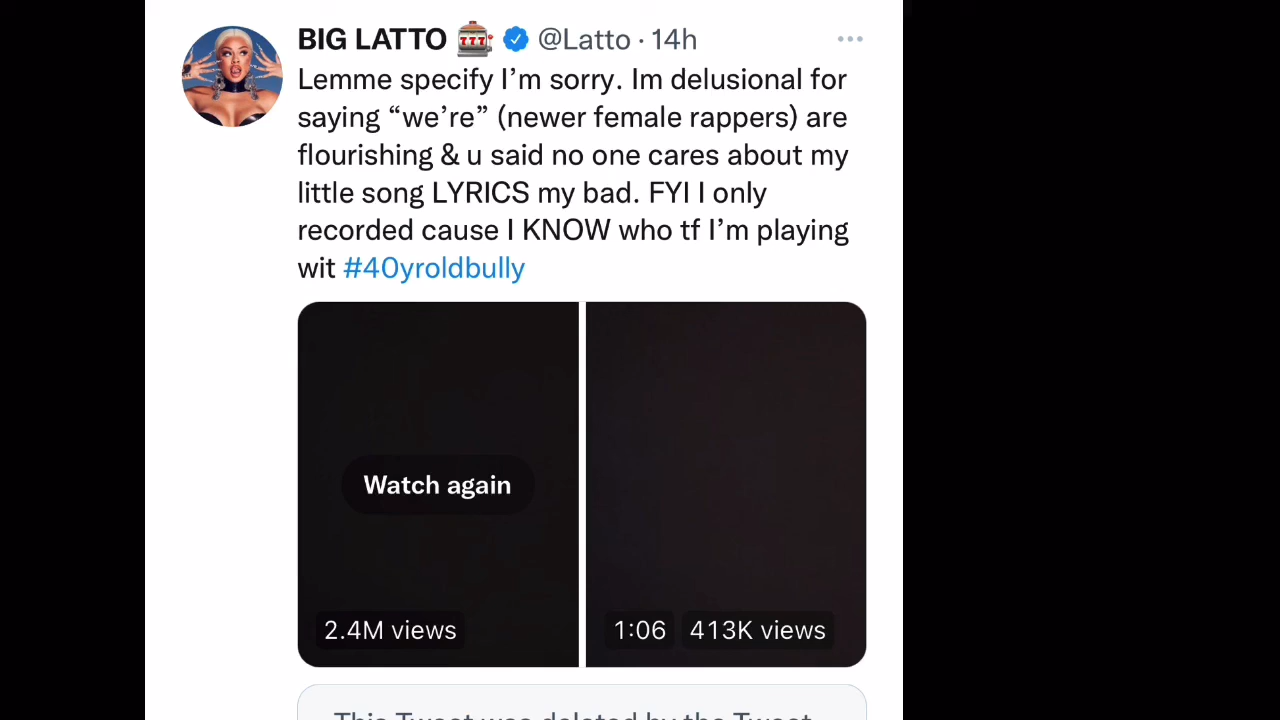 BIG LATTO 🎰 @Latto · 14h
Lemme specify I’m sorry. Im delusional for
saying “we’re” (newer female rappers) are
flourishing & u said no one cares about my
little song LYRICS my bad. FYI I only
recorded cause I KNOW who tf I’m playing
wit #40yroldbully
Watch again
2.4M views
1:06 413K views
This Tweet was deleted by the Tweet